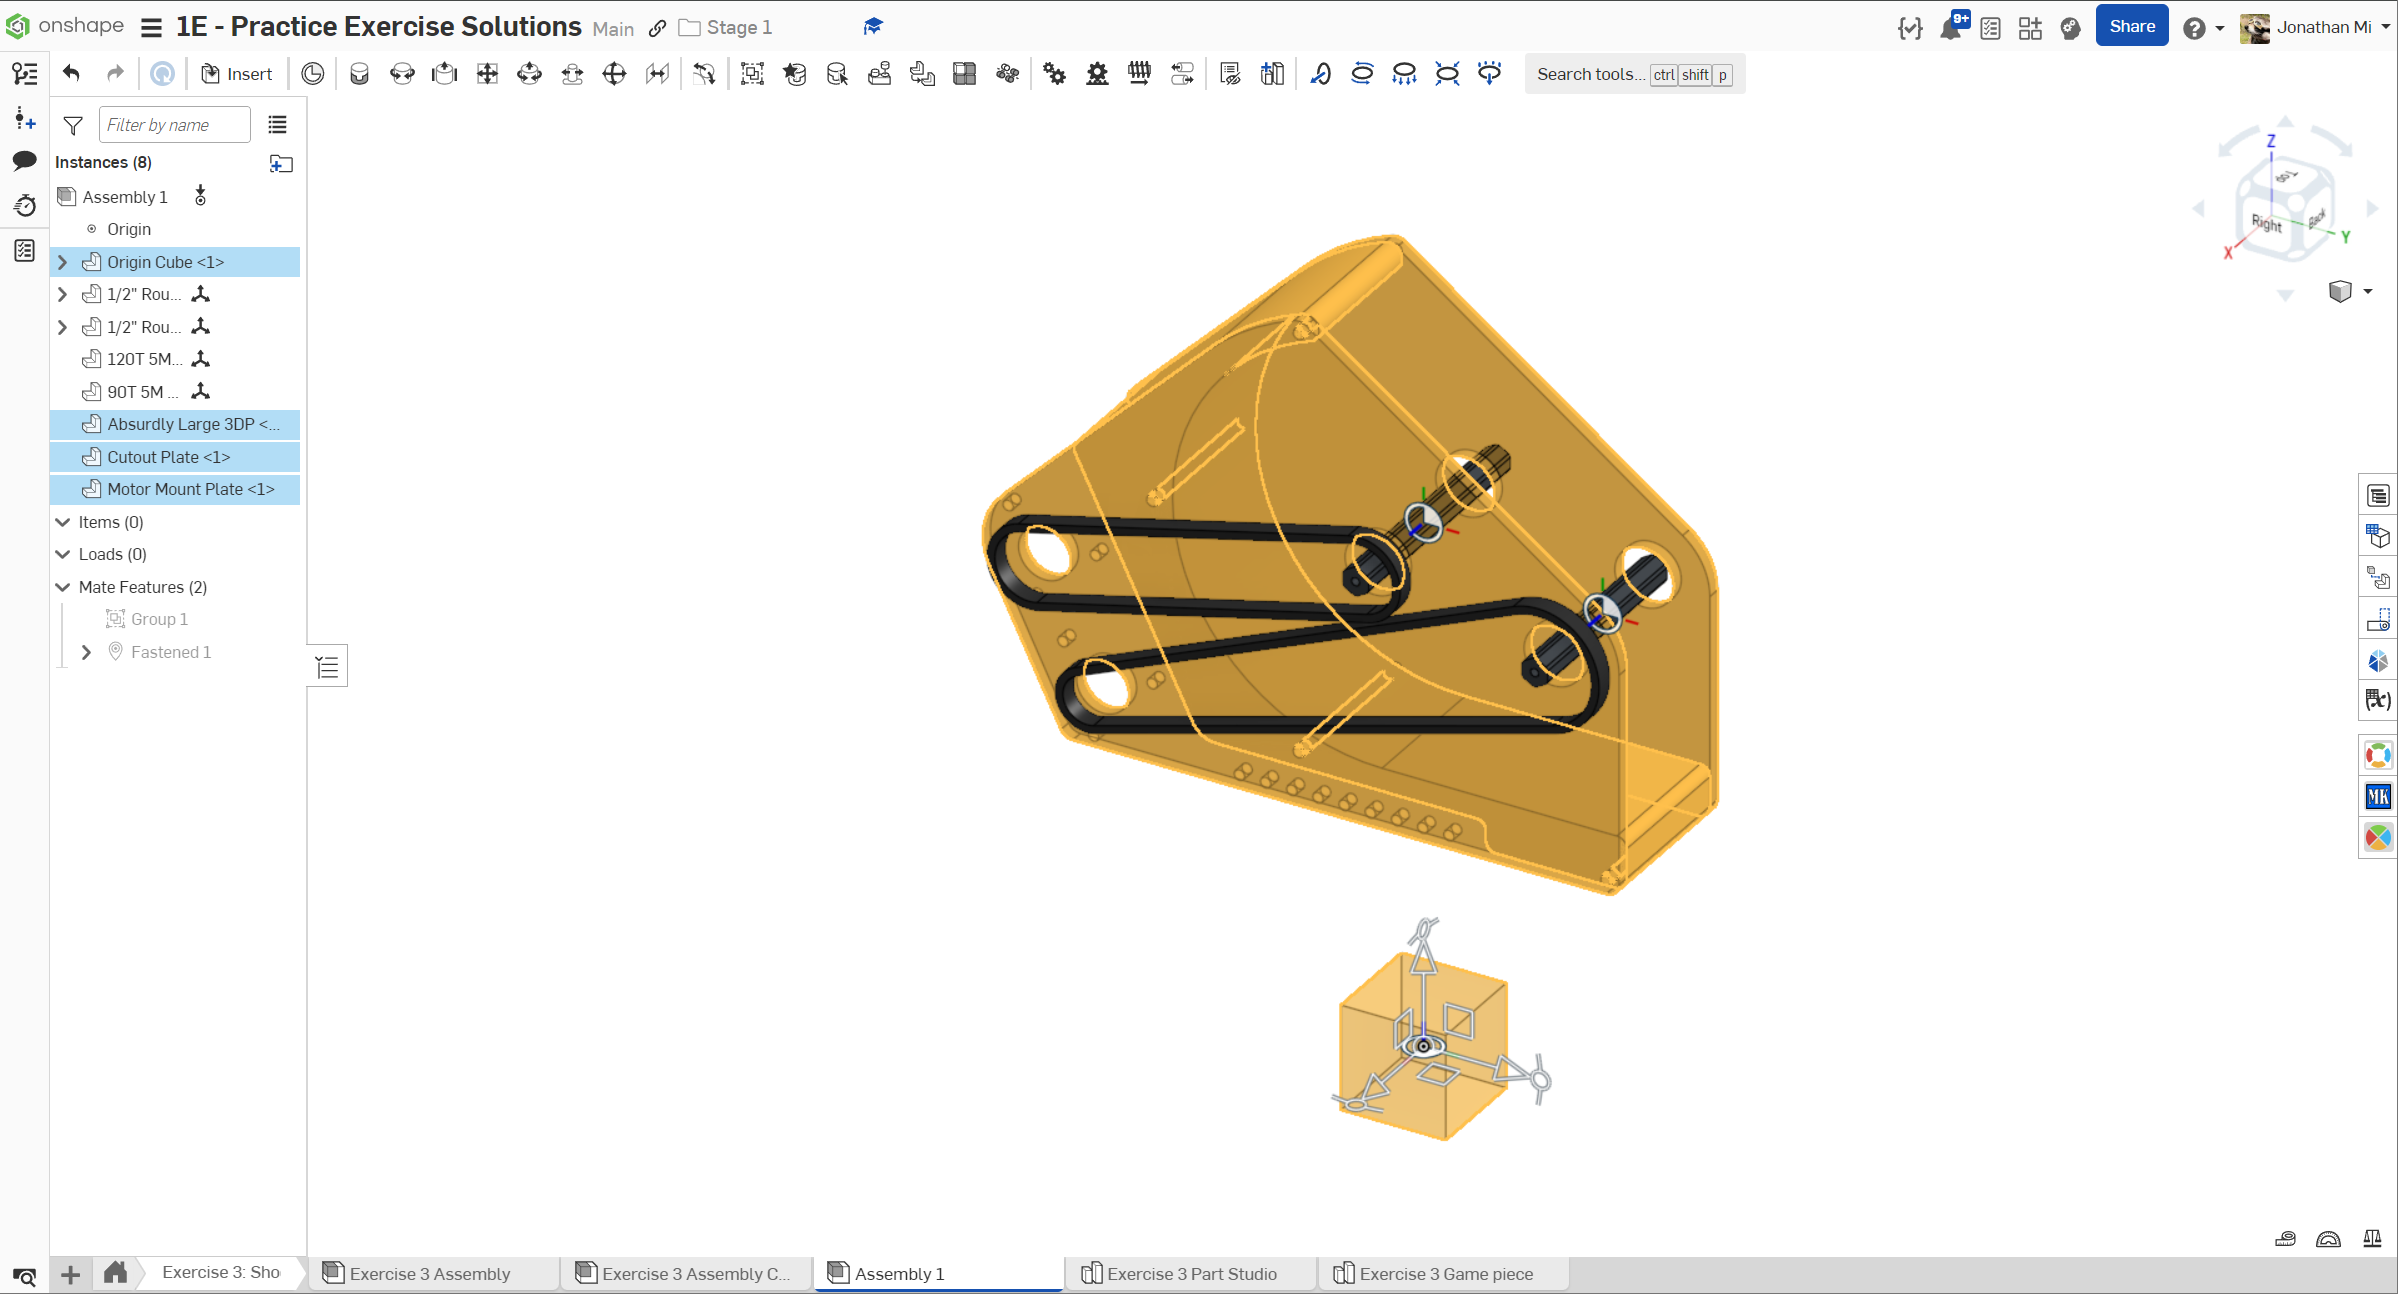 onshape 1E - Practice Exercise Solutions Main Stage 1 9+ Share Jonathan Mi
Insert Search tools... ctrl shift p
Filter by name
Instances (8)
Assembly 1
Origin
Origin Cube <1>
1/2" Rou...
1/2" Rou...
120T 5M...
90T 5M ...
Absurdly Large 3DP <...
Cutout Plate <1>
Motor Mount Plate <1>
Items (0)
Loads (0)
Mate Features (2)
Group 1
Fastened 1
Z
Top
Right
Back
X
Y
(x)
MK
Exercise 3: Sho Exercise 3 Assembly Exercise 3 Assembly C... Assembly 1 Exercise 3 Part Studio Exercise 3 Game piece